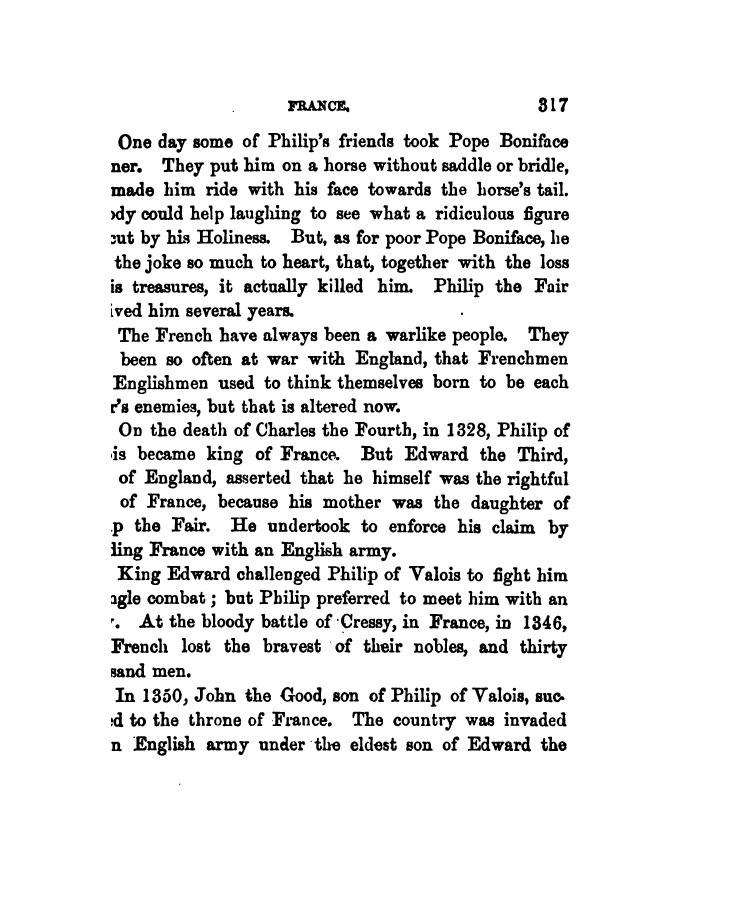 FRANCE. 317
One day some of Philip's friends took Pope Boniface
ner. They put him on a horse without saddle or bridle,
made him ride with his face towards the horse's tail.
dy could help laughing to see what a ridiculous figure
cut by his Holiness. But, as for poor Pope Boniface, he
the joke so much to heart, that, together with the loss
is treasures, it actually killed him. Philip the Fair
ived him several years.
The French have always been a warlike people. They
been so often at war with England, that Frenchmen
Englishmen used to think themselves born to be each
r's enemies, but that is altered now.
On the death of Charles the Fourth, in 1328, Philip of
is became king of France. But Edward the Third,
of England, asserted that he himself was the rightful
of France, because his mother was the daughter of
p the Fair. He undertook to enforce his claim by
ding France with an English army.
King Edward challenged Philip of Valois to fight him
ngle combat; but Philip preferred to meet him with an
. At the bloody battle of Cressy, in France, in 1346,
French lost the bravest of their nobles, and thirty
sand men.
In 1350, John the Good, son of Philip of Valois, suc-
d to the throne of France. The country was invaded
n English army under the eldest son of Edward the